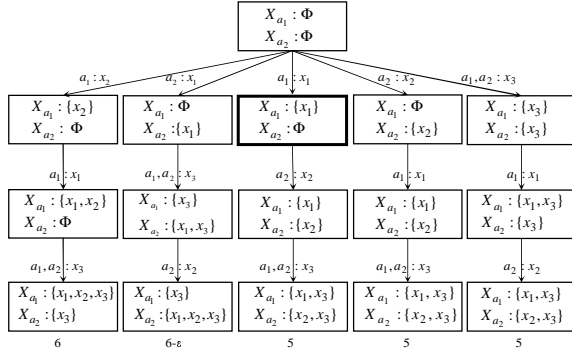 X_{a_1} : Φ
X_{a_2} : Φ
a_1 : x_2
a_2 : x_1
a_1 : x_1
a_2 : x_2
a_1, a_2 : x_3
X_{a_1} : {x_2}
X_{a_2} : Φ
X_{a_1} : Φ
X_{a_2} : {x_1}
X_{a_1} : {x_1}
X_{a_2} : Φ
X_{a_1} : Φ
X_{a_2} : {x_2}
X_{a_1} : {x_3}
X_{a_2} : {x_3}
a_1 : x_1
a_1, a_2 : x_3
a_2 : x_2
a_1 : x_1
a_1 : x_1
X_{a_1} : {x_1, x_2}
X_{a_2} : Φ
X_{a_1} : {x_3}
X_{a_2} : {x_1, x_3}
X_{a_1} : {x_1}
X_{a_2} : {x_2}
X_{a_1} : {x_1}
X_{a_2} : {x_2}
X_{a_1} : {x_1, x_3}
X_{a_2} : {x_3}
a_1, a_2 : x_3
a_2 : x_2
a_1, a_2 : x_3
a_1, a_2 : x_3
a_2 : x_2
X_{a_1} : {x_1, x_2, x_3}
X_{a_2} : {x_3}
X_{a_1} : {x_3}
X_{a_2} : {x_1, x_2, x_3}
X_{a_1} : {x_1, x_3}
X_{a_2} : {x_2, x_3}
X_{a_1} : {x_1, x_3}
X_{a_2} : {x_2, x_3}
X_{a_1} : {x_1, x_3}
X_{a_2} : {x_2, x_3}
6
6-ε
5
5
5